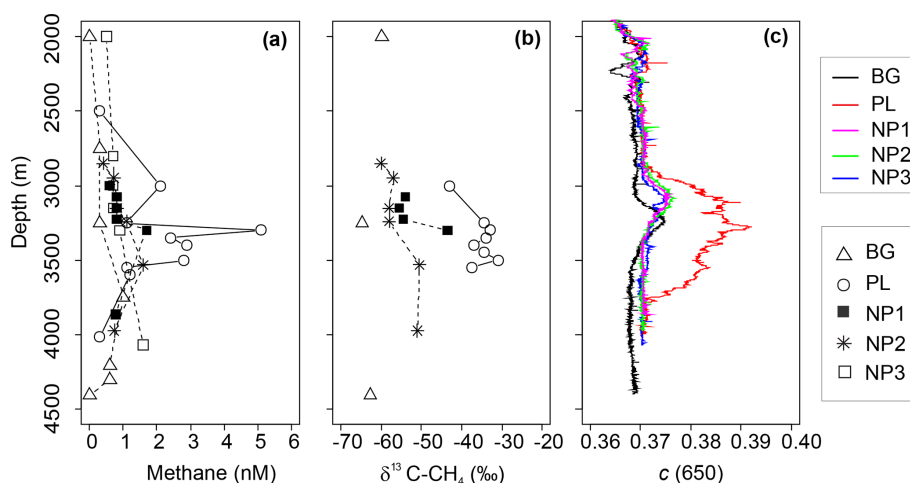 (a)
(b)
(c)
Depth (m)
2000
2500
3000
3500
4000
4500
0 1 2 3 4 5 6
Methane (nM)
-70 -60 -50 -40 -30 -20
δ¹³ C-CH₄ (‰)
0.36 0.37 0.38 0.39 0.40
c (650)
BG
PL
NP1
NP2
NP3
BG
PL
NP1
NP2
NP3